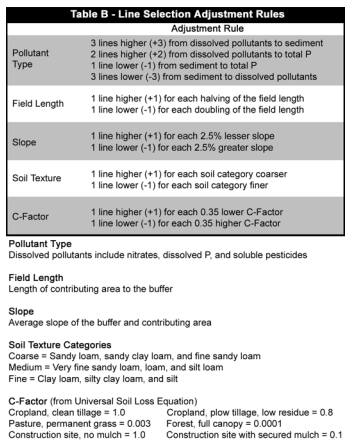 Table B - Line Selection Adjustment Rules
Adjustment Rule
Pollutant Type
3 lines higher (+3) from dissolved pollutants to sediment
2 lines higher (+2) from dissolved pollutants to total P
1 line lower (-1) from sediment to total P
3 lines lower (-3) from sediment to dissolved pollutants
Field Length
1 line higher (+1) for each halving of the field length
1 line lower (-1) for each doubling of the field length
Slope
1 line higher (+1) for each 2.5% lesser slope
1 line lower (-1) for each 2.5% greater slope
Soil Texture
1 line higher (+1) for each soil category coarser
1 line lower (-1) for each soil category finer
C-Factor
1 line higher (+1) for each 0.35 lower C-Factor
1 line lower (-1) for each 0.35 higher C-Factor
Pollutant Type
Dissolved pollutants include nitrates, dissolved P, and soluble pesticides
Field Length
Length of contributing area to the buffer
Slope
Average slope of the buffer and contributing area
Soil Texture Categories
Coarse = Sandy loam, sandy clay loam, and fine sandy loam
Medium = Very fine sandy loam, loam, and silt loam
Fine = Clay loam, silty clay loam, and silt
C-Factor (from Universal Soil Loss Equation)
Cropland, clean tillage = 1.0 Cropland, plow tillage, low residue = 0.8
Pasture, permanent grass = 0.003 Forest, full canopy = 0.0001
Construction site, no mulch = 1.0 Construction site with secured mulch = 0.1